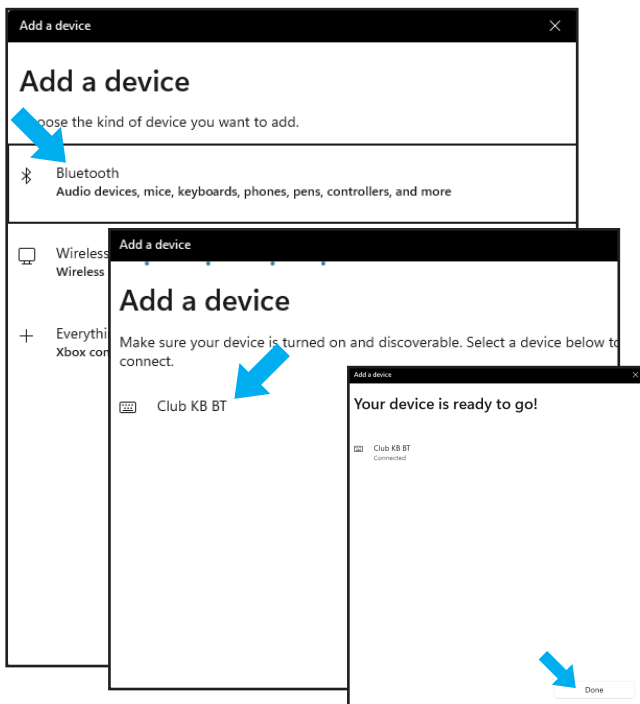 Add a device
Add a device
oose the kind of device you want to add.
Bluetooth
Audio devices, mice, keyboards, phones, pens, controllers, and more
Wireless
Wireless
Everythi
Xbox con
Add a device
Add a device
Make sure your device is turned on and discoverable. Select a device below to
connect.
Club KB BT
Add a device
Your device is ready to go!
Club KB BT
Connected
Done